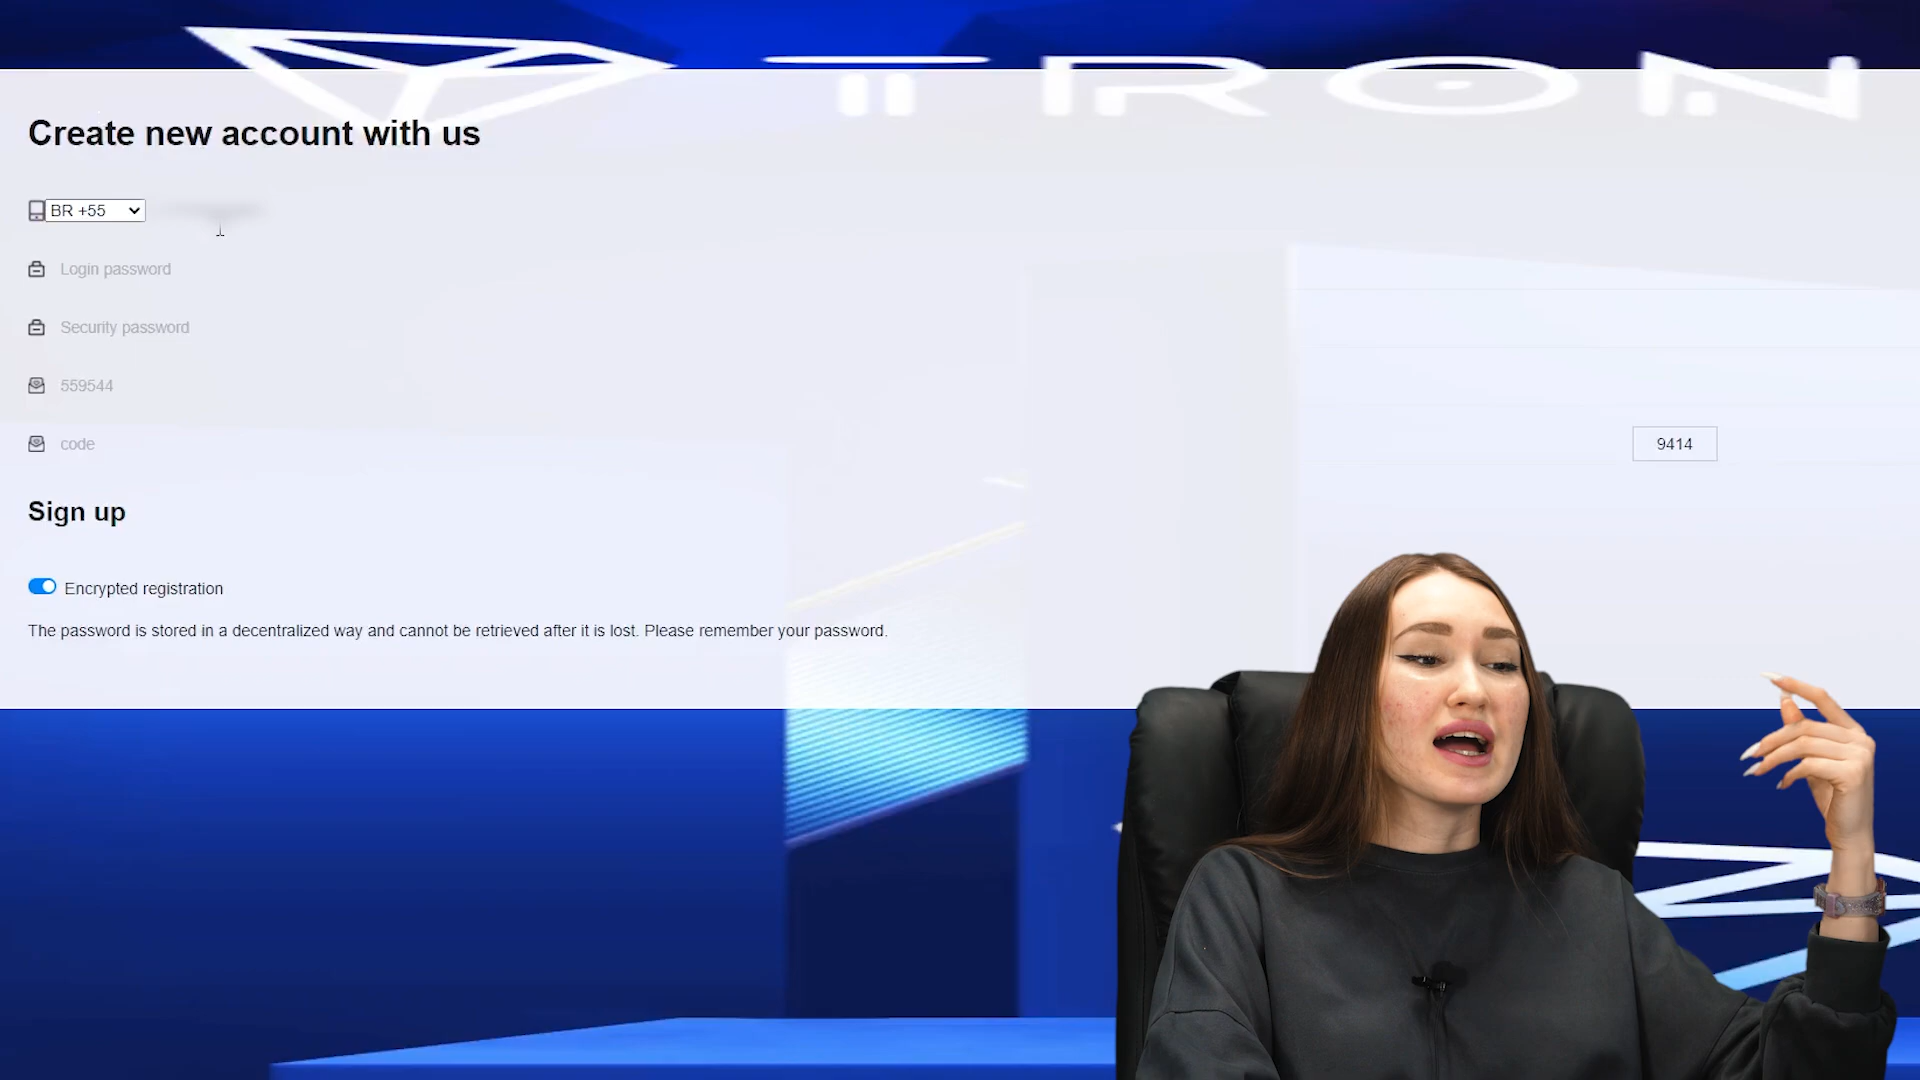 TRON
Create new account with us
BR +55
Login password
Security password
559544
code
9414
Sign up
Encrypted registration
The password is stored in a decentralized way and cannot be retrieved after it is lost. Please remember your password.